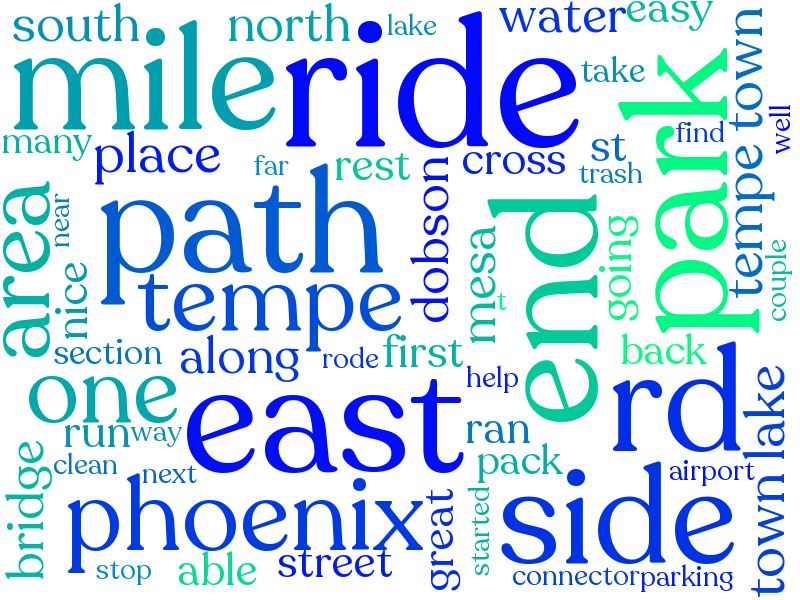 south
north
lake
water
easy
mile
ride
take
park
tempe town
find
well
many
place
far
rest
cross
st
trash
area
near
nice
path
tempe
dobson
mesa
t
end
going
couple
section
along
rode
first
help
back
one
run
way
east
ran
rd
town lake
clean
next
pack
airport
bridge
phoenix
great
started
side
stop
able
street
connector
parking